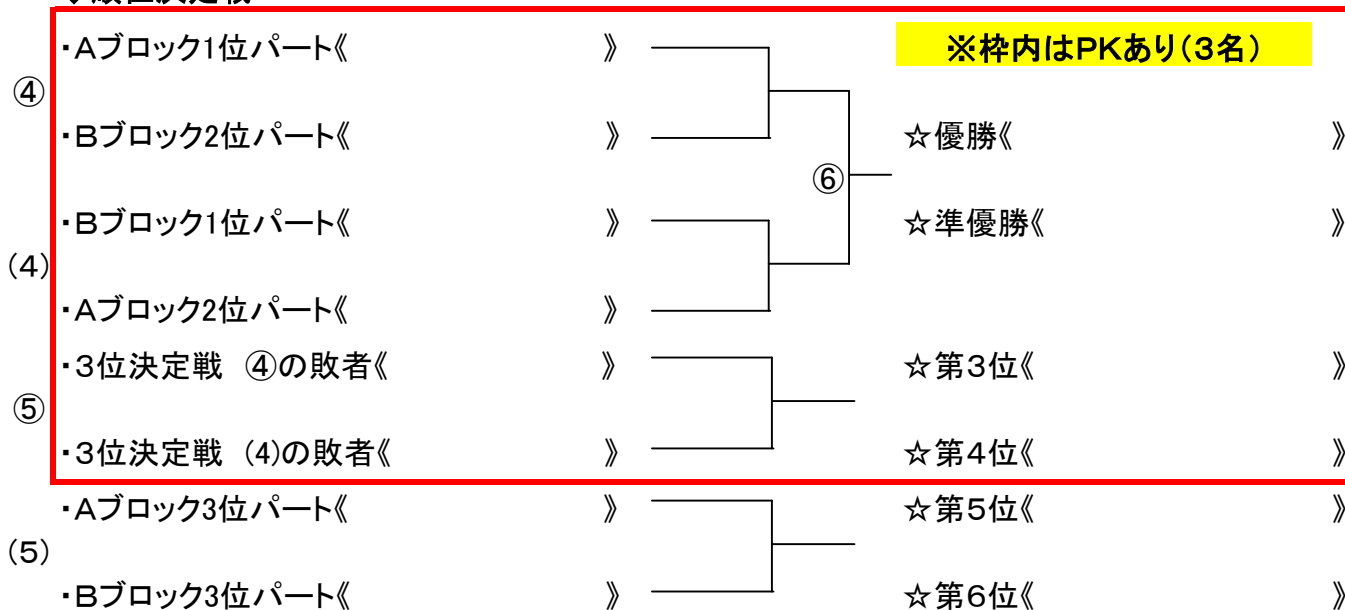 ・Aブロック1位パート《　　　　》 ※枠内はPKあり（３名）
④
・Bブロック2位パート《　　　　》 ☆優勝《　　　　》
⑥
・Bブロック1位パート《　　　　》 ☆準優勝《　　　　》
(4)
・Aブロック2位パート《　　　　》
・３位決定戦　④の敗者《　　　　》 ☆第３位《　　　　》
⑤
・３位決定戦　(4)の敗者《　　　　》 ☆第４位《　　　　》
・Aブロック3位パート《　　　　》 ☆第５位《　　　　》
(5)
・Bブロック3位パート《　　　　》 ☆第６位《　　　　》